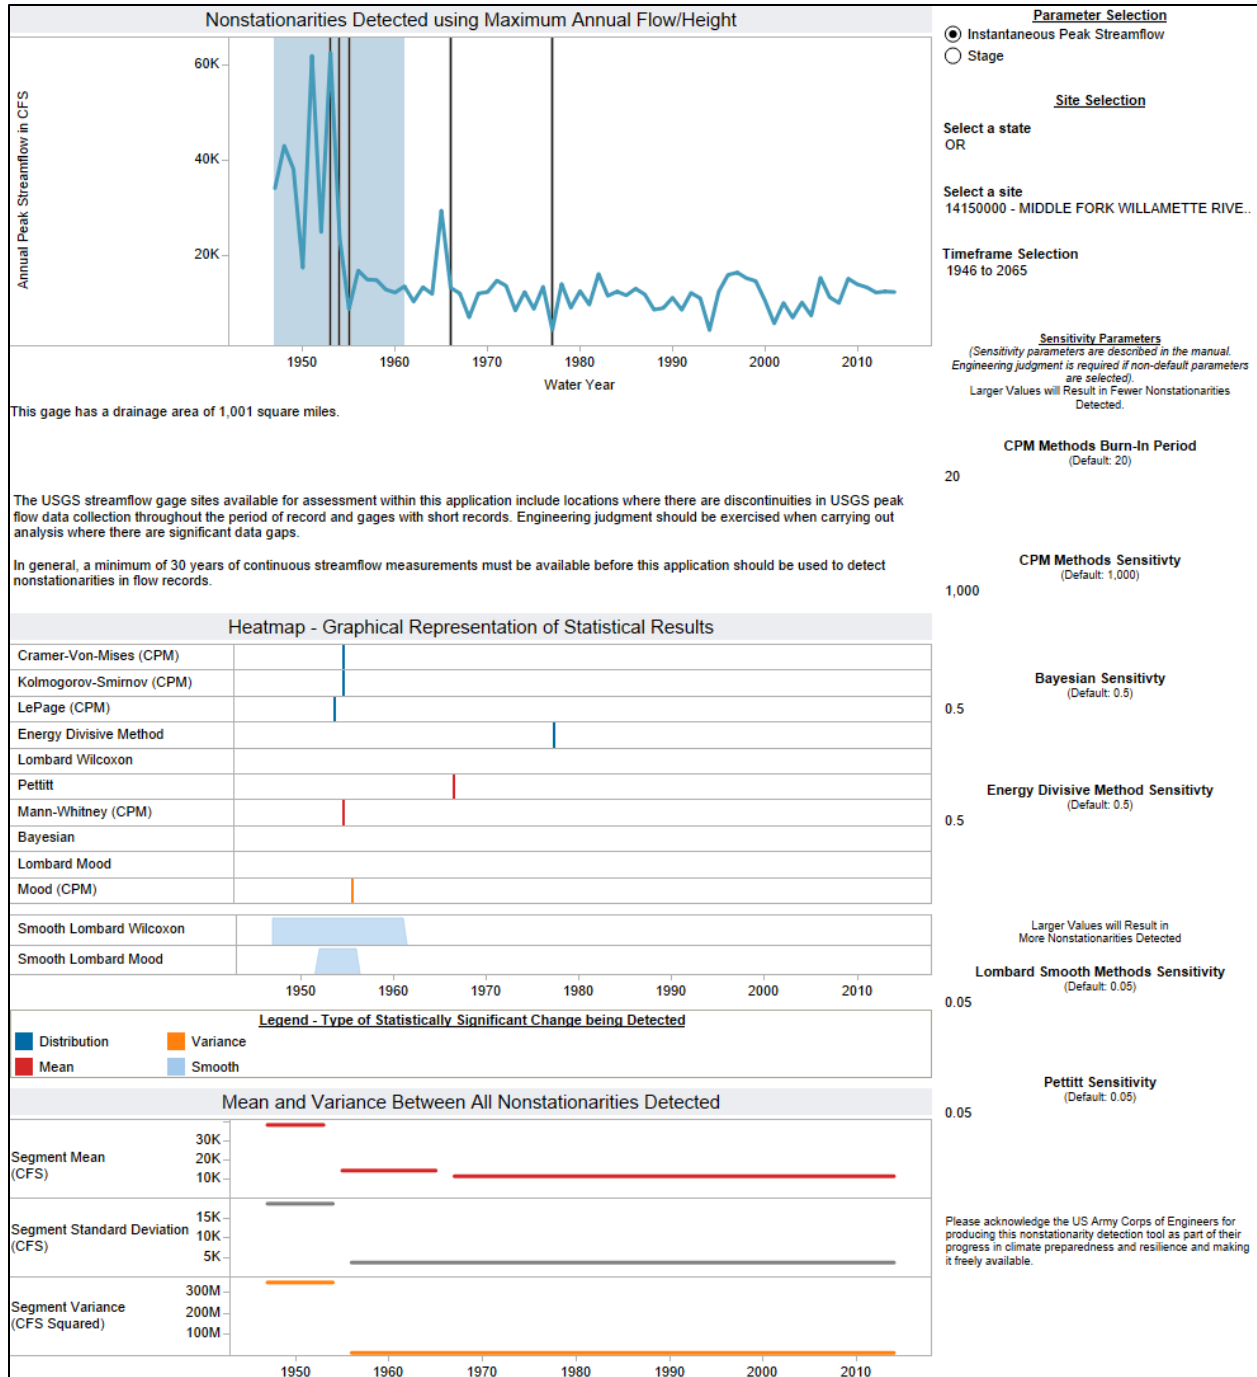 Nonstationarities Detected using Maximum Annual Flow/Height
Annual Peak Streamflow in CFS
60K
40K
20K
1950 1960 1970 1980 1990 2000 2010
Water Year
This gage has a drainage area of 1,001 square miles.
The USGS streamflow gage sites available for assessment within this application include locations where there are discontinuities in USGS peak
flow data collection throughout the period of record and gages with short records. Engineering judgment should be exercised when carrying out
analysis where there are significant data gaps.
In general, a minimum of 30 years of continuous streamflow measurements must be available before this application should be used to detect
nonstationarities in flow records.
Heatmap - Graphical Representation of Statistical Results
Cramer-Von-Mises (CPM)
Kolmogorov-Smirnov (CPM)
LePage (CPM)
Energy Divisive Method
Lombard Wilcoxon
Pettitt
Mann-Whitney (CPM)
Bayesian
Lombard Mood
Mood (CPM)
Smooth Lombard Wilcoxon
Smooth Lombard Mood
1950 1960 1970 1980 1990 2000 2010
Legend - Type of Statistically Significant Change being Detected
Distribution Variance
Mean Smooth
Mean and Variance Between All Nonstationarities Detected
Segment Mean
(CFS)
30K
20K
10K
Segment Standard Deviation
(CFS)
15K
10K
5K
Segment Variance
(CFS Squared)
300M
200M
100M
1950 1960 1970 1980 1990 2000 2010
Parameter Selection
Instantaneous Peak Streamflow
Stage
Site Selection
Select a state
OR
Select a site
14150000 - MIDDLE FORK WILLAMETTE RIVE..
Timeframe Selection
1946 to 2065
Sensitivity Parameters
(Sensitivity parameters are described in the manual.
Engineering judgment is required if non-default parameters
are selected).
Larger Values will Result in Fewer Nonstationarities
Detected.
CPM Methods Burn-In Period
(Default: 20)
20
CPM Methods Sensitivty
(Default: 1,000)
1,000
Bayesian Sensitivty
(Default: 0.5)
0.5
Energy Divisive Method Sensitivty
(Default: 0.5)
0.5
Larger Values will Result in
More Nonstationarities Detected
Lombard Smooth Methods Sensitivity
(Default: 0.05)
0.05
Pettitt Sensitivity
(Default: 0.05)
0.05
Please acknowledge the US Army Corps of Engineers for
producing this nonstationarity detection tool as part of their
progress in climate preparedness and resilience and making
it freely available.